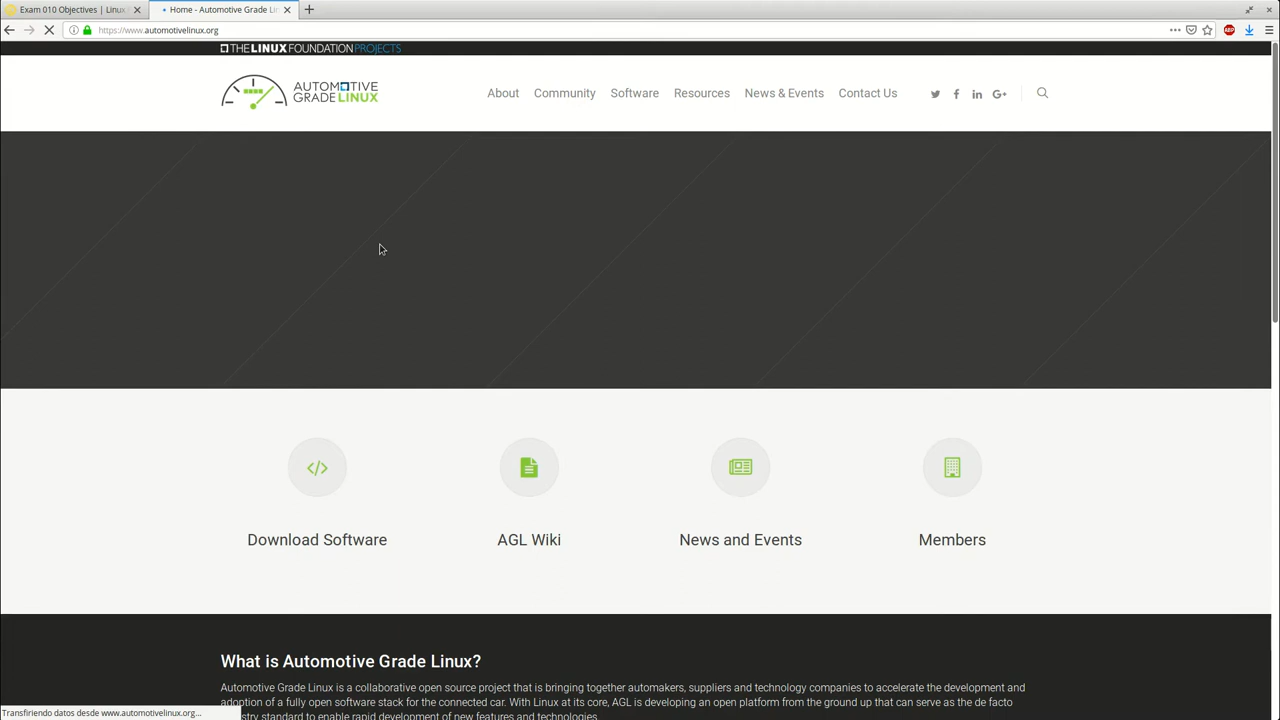 Exam 010 Objectives | Linux
Home - Automotive Grade Li
https://www.automotivelinux.org
ABP
THE LINUX FOUNDATION PROJECTS
AUTOMOTIVE
GRADE LINUX
About
Community
Software
Resources
News & Events
Contact Us
Download Software
AGL Wiki
News and Events
Members
What is Automotive Grade Linux?
Automotive Grade Linux is a collaborative open source project that is bringing together automakers, suppliers and technology companies to accelerate the development and
adoption of a fully open software stack for the connected car. With Linux at its core, AGL is developing an open platform from the ground up that can serve as the de facto
stry standard to enable rapid development of new features and technologies.
Transfiriendo datos desde www.automotivelinux.org...